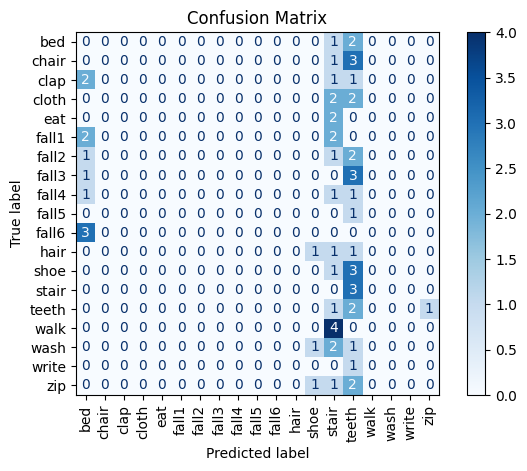 Confusion Matrix
bed 0 0 0 0 0 0 0 0 0 0 0 0 0 1 2 0 0 0 0
chair 0 0 0 0 0 0 0 0 0 0 0 0 0 1 3 0 0 0 0
clap 2 0 0 0 0 0 0 0 0 0 0 0 0 1 1 0 0 0 0
cloth 0 0 0 0 0 0 0 0 0 0 0 0 0 2 2 0 0 0 0
eat 0 0 0 0 0 0 0 0 0 0 0 0 0 2 0 0 0 0 0
fall1 2 0 0 0 0 0 0 0 0 0 0 0 0 2 0 0 0 0 0
fall2 1 0 0 0 0 0 0 0 0 0 0 0 0 1 2 0 0 0 0
fall3 1 0 0 0 0 0 0 0 0 0 0 0 0 0 3 0 0 0 0
fall4 1 0 0 0 0 0 0 0 0 0 0 0 0 1 1 0 0 0 0
fall5 0 0 0 0 0 0 0 0 0 0 0 0 0 0 1 0 0 0 0
fall6 3 0 0 0 0 0 0 0 0 0 0 0 0 0 0 0 0 0 0
hair 0 0 0 0 0 0 0 0 0 0 0 0 1 1 1 0 0 0 0
shoe 0 0 0 0 0 0 0 0 0 0 0 0 0 1 3 0 0 0 0
stair 0 0 0 0 0 0 0 0 0 0 0 0 0 0 3 0 0 0 0
teeth 0 0 0 0 0 0 0 0 0 0 0 0 0 1 2 0 0 0 1
walk 0 0 0 0 0 0 0 0 0 0 0 0 0 4 0 0 0 0 0
wash 0 0 0 0 0 0 0 0 0 0 0 0 1 2 1 0 0 0 0
write 0 0 0 0 0 0 0 0 0 0 0 0 0 0 1 0 0 0 0
zip 0 0 0 0 0 0 0 0 0 0 0 0 1 1 2 0 0 0 0
True label
bed chair clap cloth eat fall1 fall2 fall3 fall4 fall5 fall6 hair shoe stair teeth walk wash write zip
Predicted label
4.0
3.5
3.0
2.5
2.0
1.5
1.0
0.5
0.0